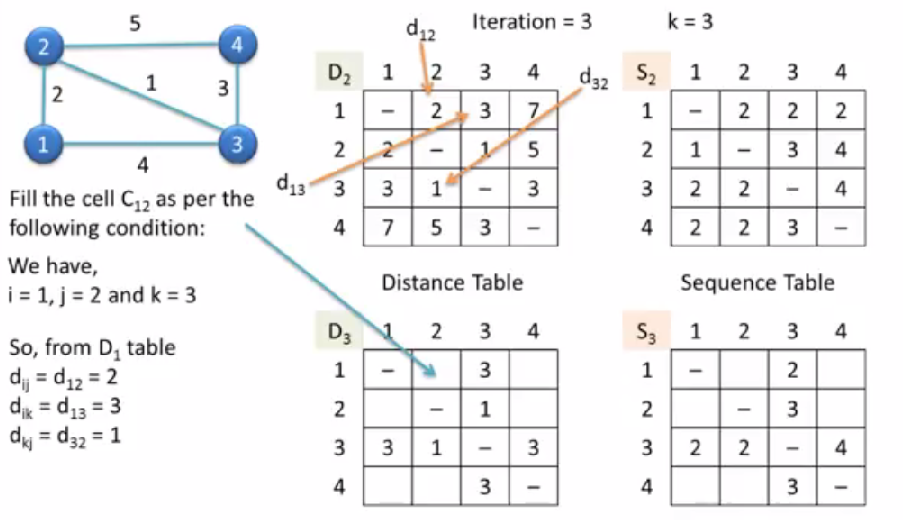 5
2
4
2
1
3
1
3
4
Fill the cell C₁₂ as per the
following condition:
We have,
i = 1, j = 2 and k = 3
So, from D₁ table
dᵢⱼ = d₁₂ = 2
dᵢₖ = d₁₃ = 3
dₖⱼ = d₃₂ = 1
Iteration = 3 k = 3
d₁₂
d₃₂
d₁₃
D₂ 1 2 3 4
1 – 2 3 7
2 2 – 1 5
3 3 1 – 3
4 7 5 3 –
Distance Table
S₂ 1 2 3 4
1 – 2 2 2
2 1 – 3 4
3 2 2 – 4
4 2 2 3 –
Sequence Table
D₃ 1 2 3 4
1 – 3
2 – 1
3 3 1 – 3
4 3 –
S₃ 1 2 3 4
1 – 2
2 – 3
3 2 2 – 4
4 3 –